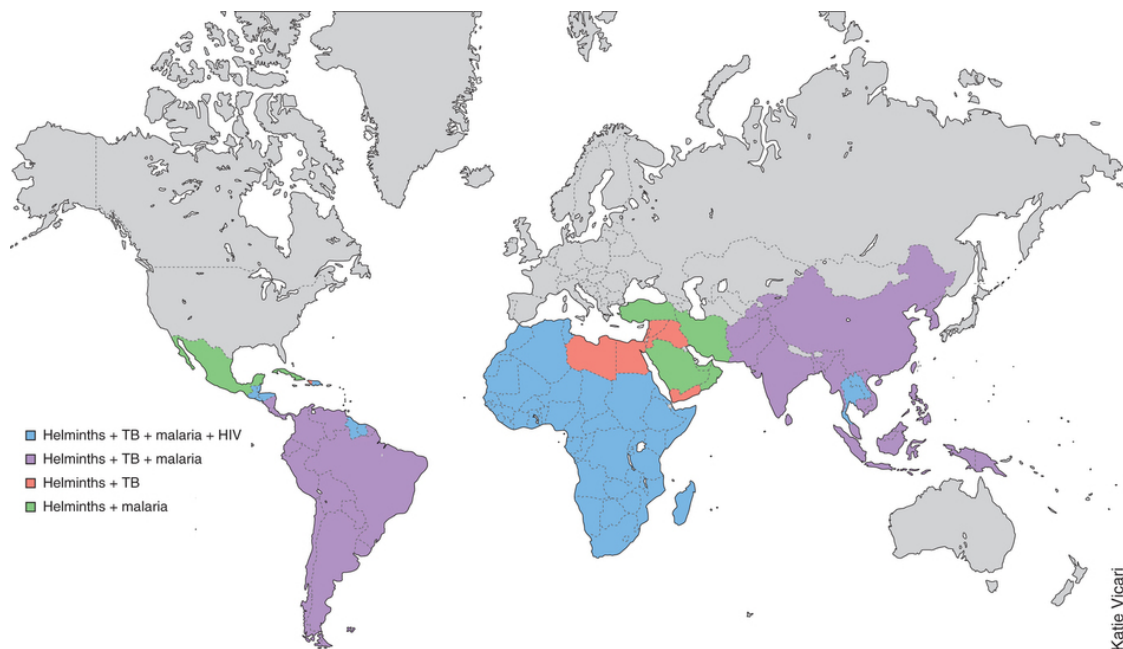 Helminths + TB + malaria + HIV
Helminths + TB + malaria
Helminths + TB
Helminths + malaria
Katie Vicari